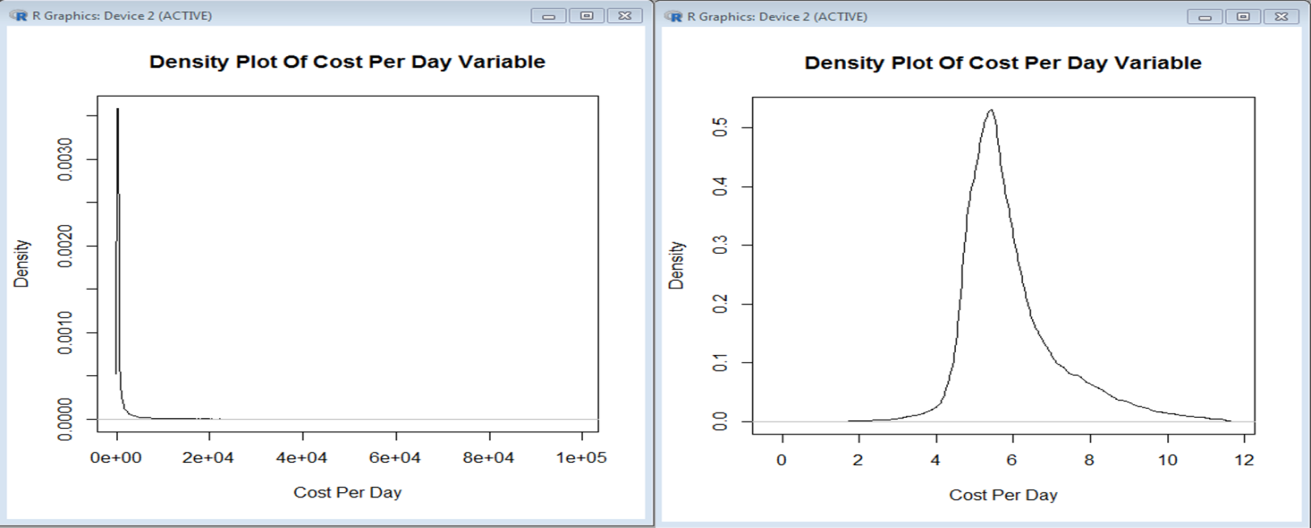 R Graphics: Device 2 (ACTIVE)
Density Plot Of Cost Per Day Variable
Density
0.0030
0.0020
0.0010
0.0000
0e+00 2e+04 4e+04 6e+04 8e+04 1e+05
Cost Per Day
R Graphics: Device 2 (ACTIVE)
Density Plot Of Cost Per Day Variable
Density
0.5
0.4
0.3
0.2
0.1
0.0
0 2 4 6 8 10 12
Cost Per Day